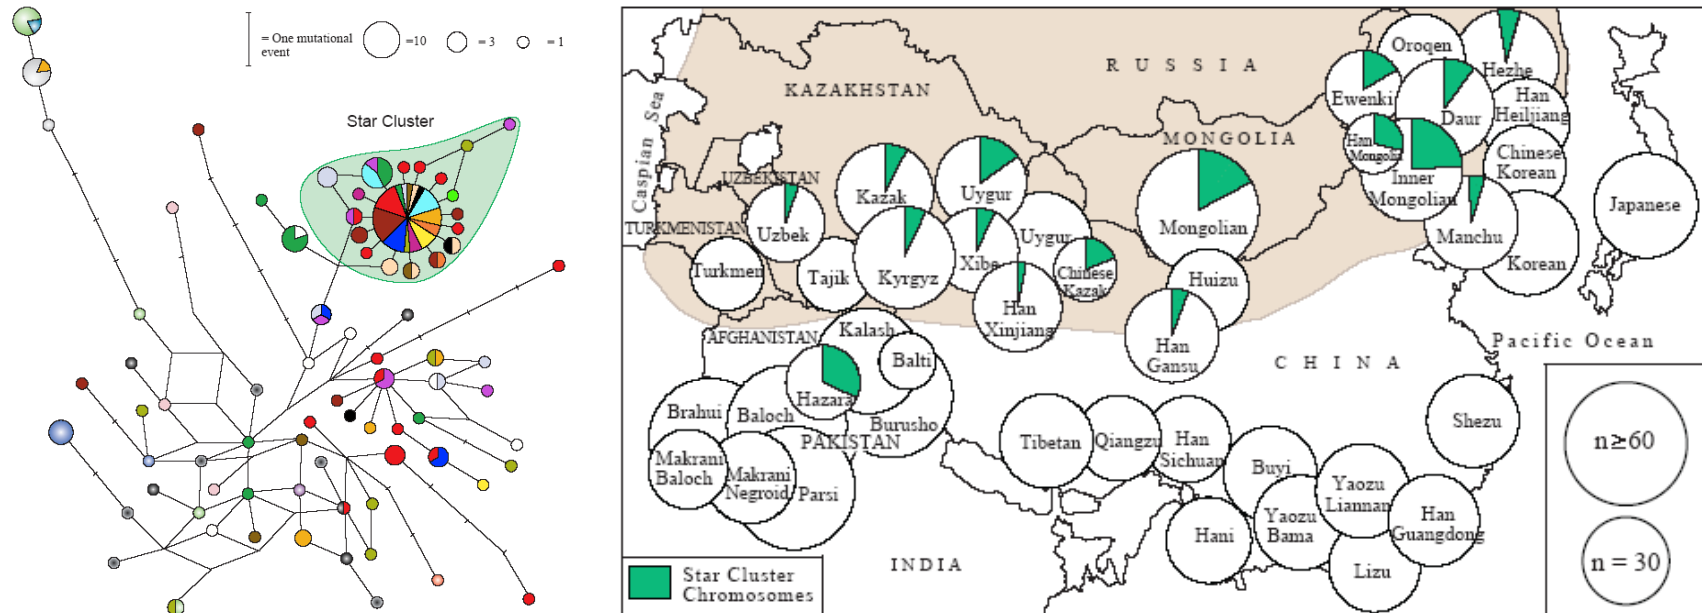 = One mutational
event
=10
= 3
= 1
Star Cluster
Caspian Sea
KAZAKHSTAN
RUSSIA
MONGOLIA
UZBEKISTAN
TURKMENISTAN
AFGHANISTAN
PAKISTAN
INDIA
CHINA
Pacific Ocean
Oroqen
Hezhe
Ewenki
Daur
Han
Heiljiang
Han
Mongoli
Inner
Mongolian
Chinese
Korean
Manchu
Korean
Japanese
Kazak
Uygur
Uzbek
Turkmen
Tajik
Kyrgyz
Xibe
Uygur
Chinese
Kazak
Han
Xinjiang
Mongolian
Huizu
Han
Gansu
Kalash
Balti
Hazara
Burusho
Brahui
Baloch
Makrani
Baloch
Makrani
Negroid
Parsi
Tibetan
Qiangzu
Han
Sichuan
Buyi
Hani
Yaozu
Bama
Yaozu
Liannan
Lizu
Han
Guangdong
Shezu
Star Cluster
Chromosomes
n≥60
n = 30